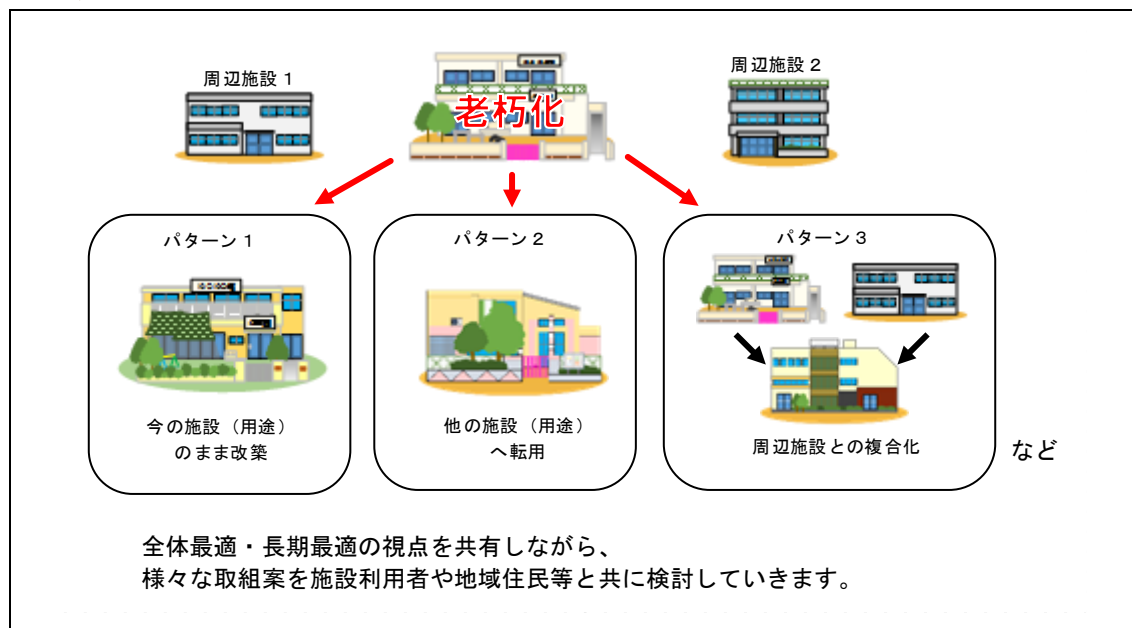 周辺施設１
老朽化
周辺施設２
パターン１
今の施設（用途）
のまま改築
パターン２
他の施設（用途）
へ転用
パターン３
周辺施設との複合化
など
全体最適・長期最適の視点を共有しながら、
様々な取組案を施設利用者や地域住民等と共に検討していきます。